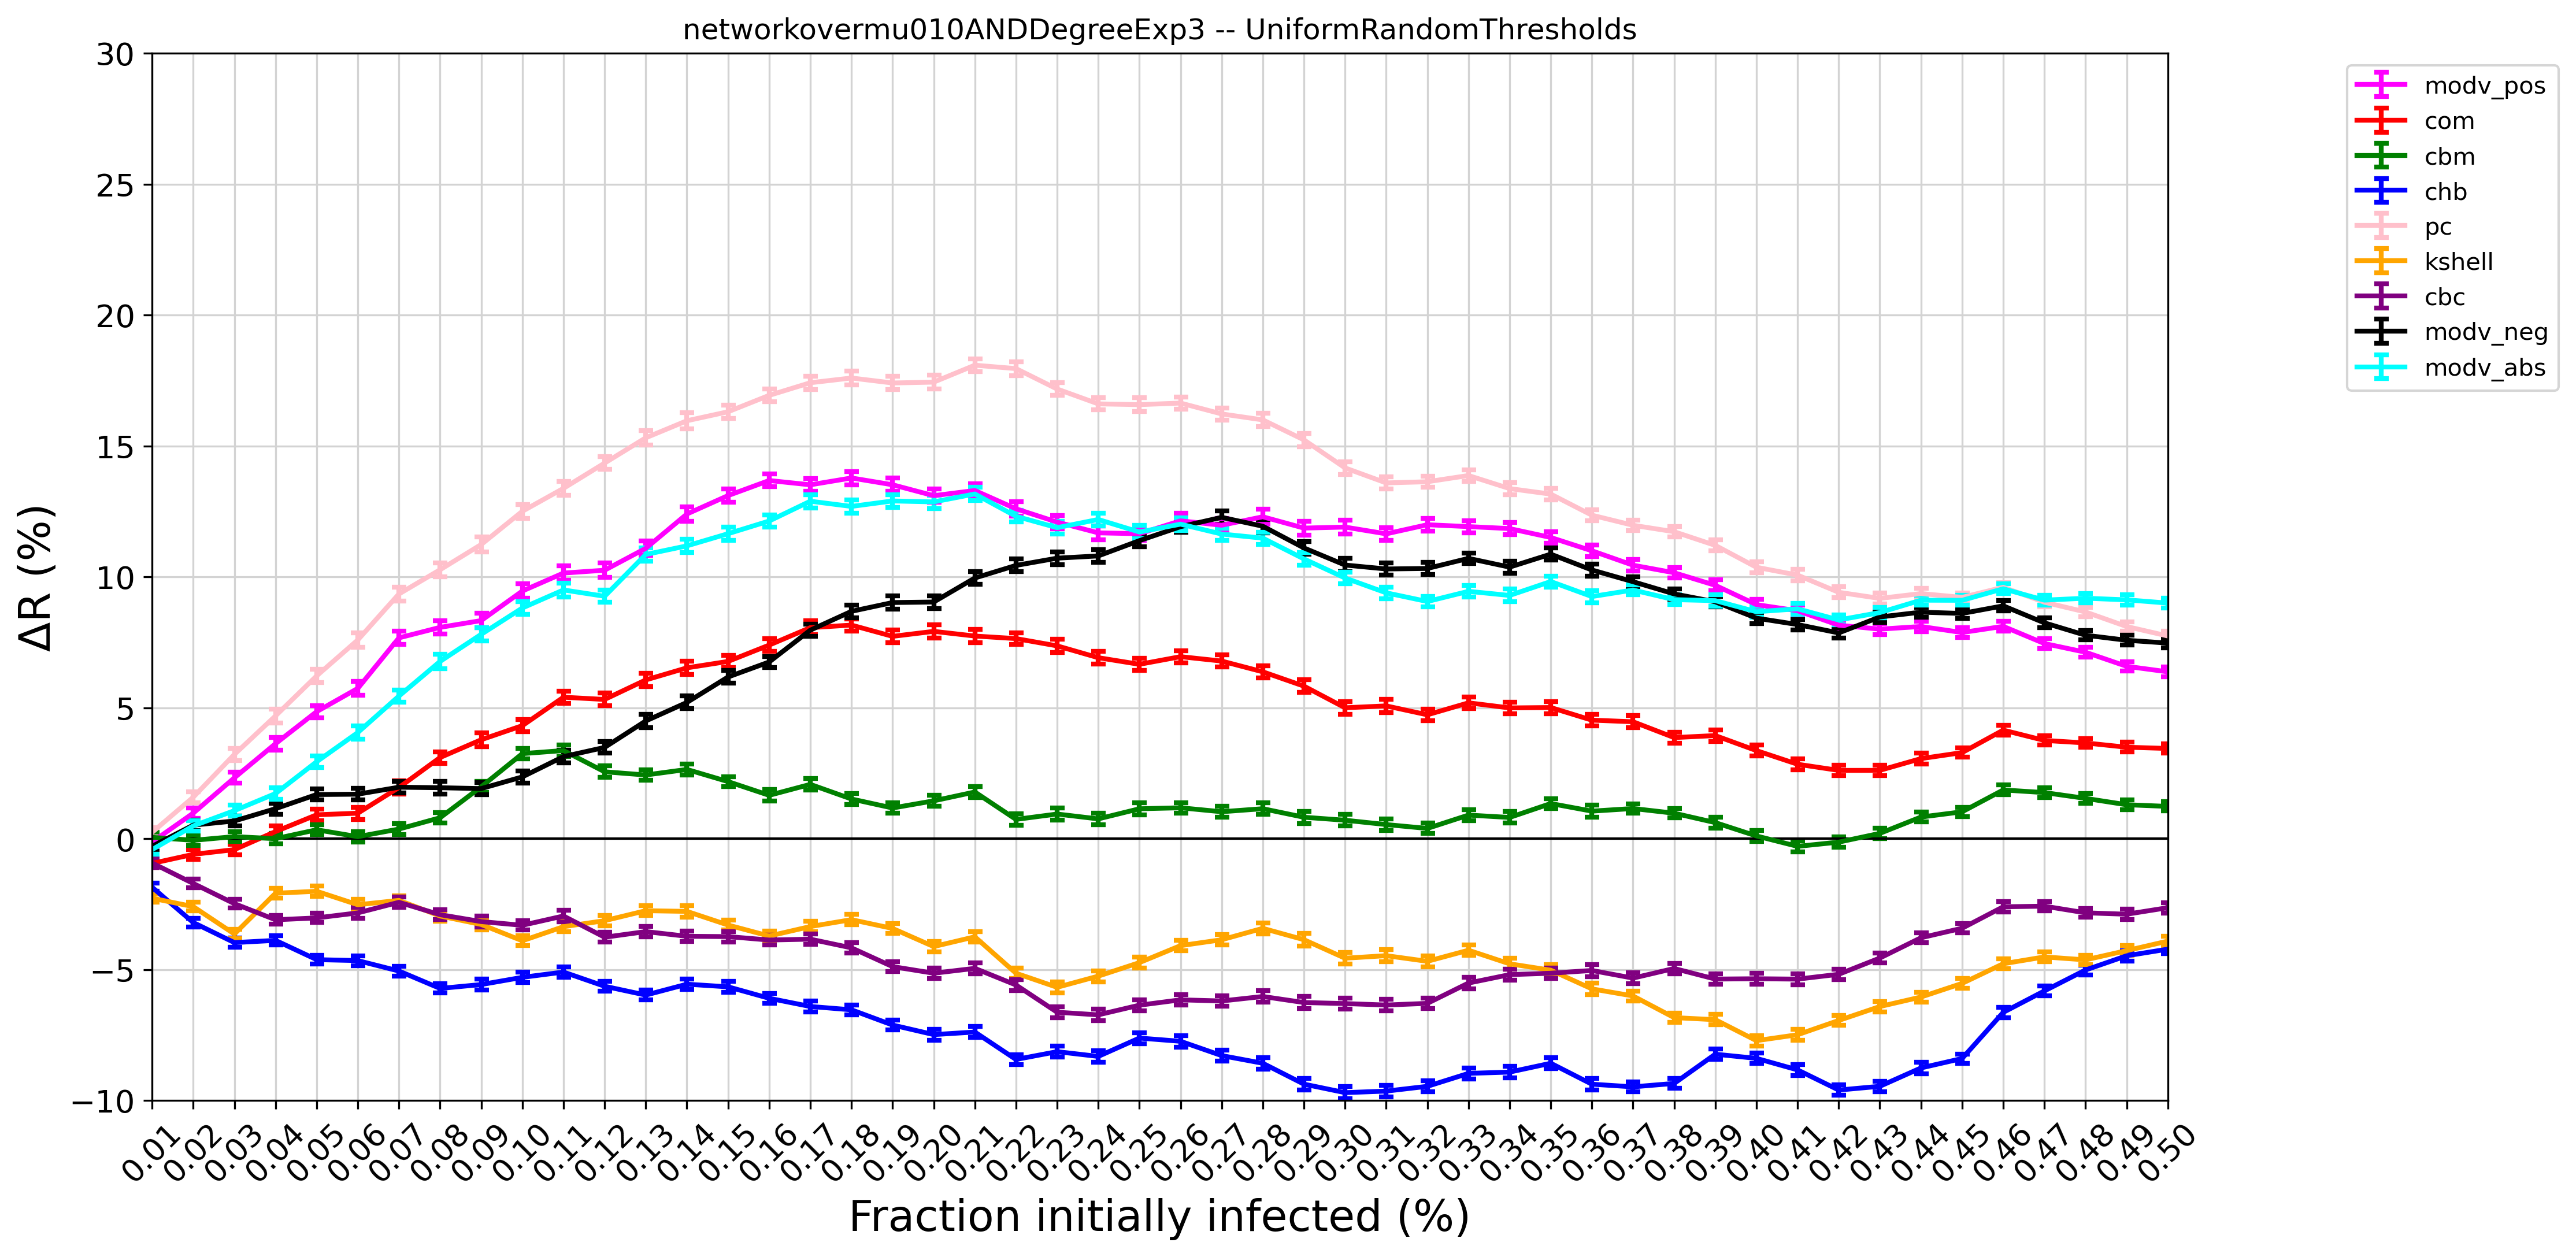 networkovermu010ANDDegreeExp3 -- UniformRandomThresholds
30
25
20
15
10
5
0
−5
−10
ΔR (%)
0.01 0.02 0.03 0.04 0.05 0.06 0.07 0.08 0.09 0.10 0.11 0.12 0.13 0.14 0.15 0.16 0.17 0.18 0.19 0.20 0.21 0.22 0.23 0.24 0.25 0.26 0.27 0.28 0.29 0.30 0.31 0.32 0.33 0.34 0.35 0.36 0.37 0.38 0.39 0.40 0.41 0.42 0.43 0.44 0.45 0.46 0.47 0.48 0.49 0.50
Fraction initially infected (%)
modv_pos
com
cbm
chb
pc
kshell
cbc
modv_neg
modv_abs